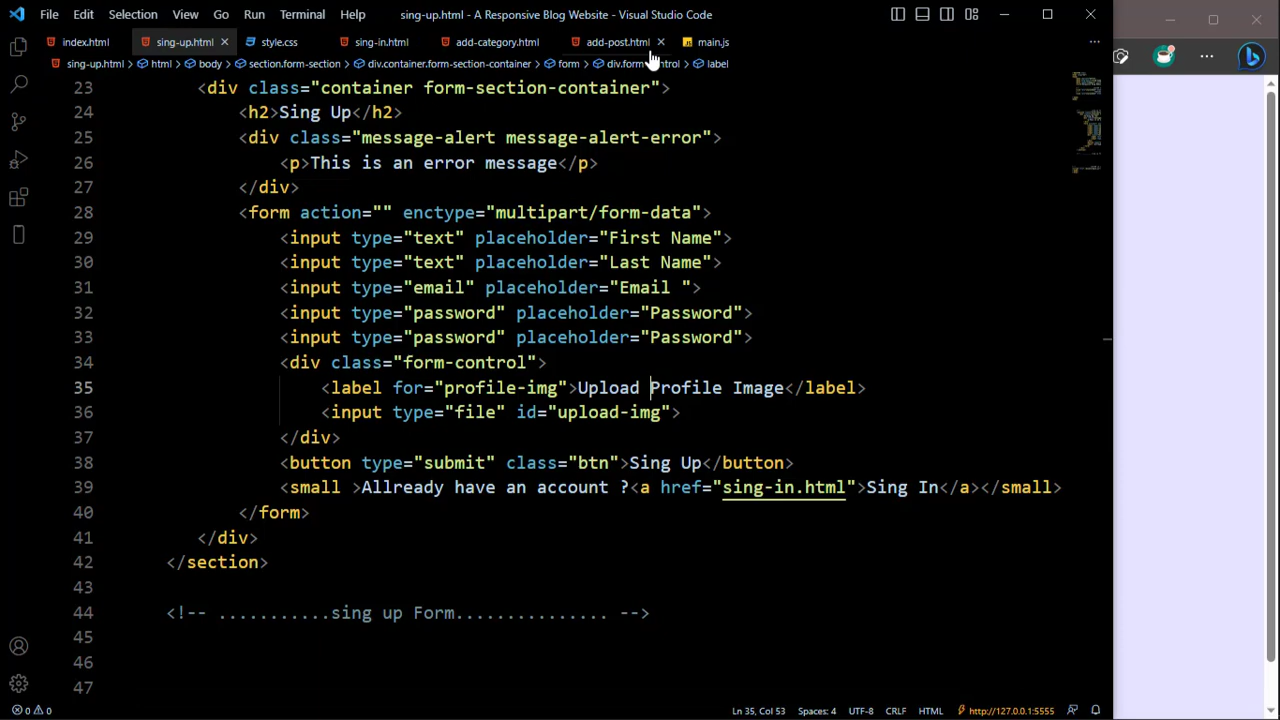 File Edit Selection View Go Run Terminal Help sing-up.html - A Responsive Blog Website - Visual Studio Code
index.html sing-up.html style.css sing-in.html add-category.html add-post.html main.js
sing-up.html > html > body > section.form-section > div.container.form-section-container > form > div.form-control > label
23 <div class="container form-section-container">
24 <h2>Sing Up</h2>
25 <div class="message-alert message-alert-error">
26 <p>This is an error message</p>
27 </div>
28 <form action="" enctype="multipart/form-data">
29 <input type="text" placeholder="First Name">
30 <input type="text" placeholder="Last Name">
31 <input type="email" placeholder="Email ">
32 <input type="password" placeholder="Password">
33 <input type="password" placeholder="Password">
34 <div class="form-control">
35 <label for="profile-img">Upload Profile Image</label>
36 <input type="file" id="upload-img">
37 </div>
38 <button type="submit" class="btn">Sing Up</button>
39 <small >Allready have an account ?<a href="sing-in.html">Sing In</a></small>
40 </form>
41 </div>
42 </section>
43
44 <!-- ...........sing up Form............... -->
45
46
47
0 0 Ln 35, Col 53 Spaces: 4 UTF-8 CRLF HTML http://127.0.0.1:5555